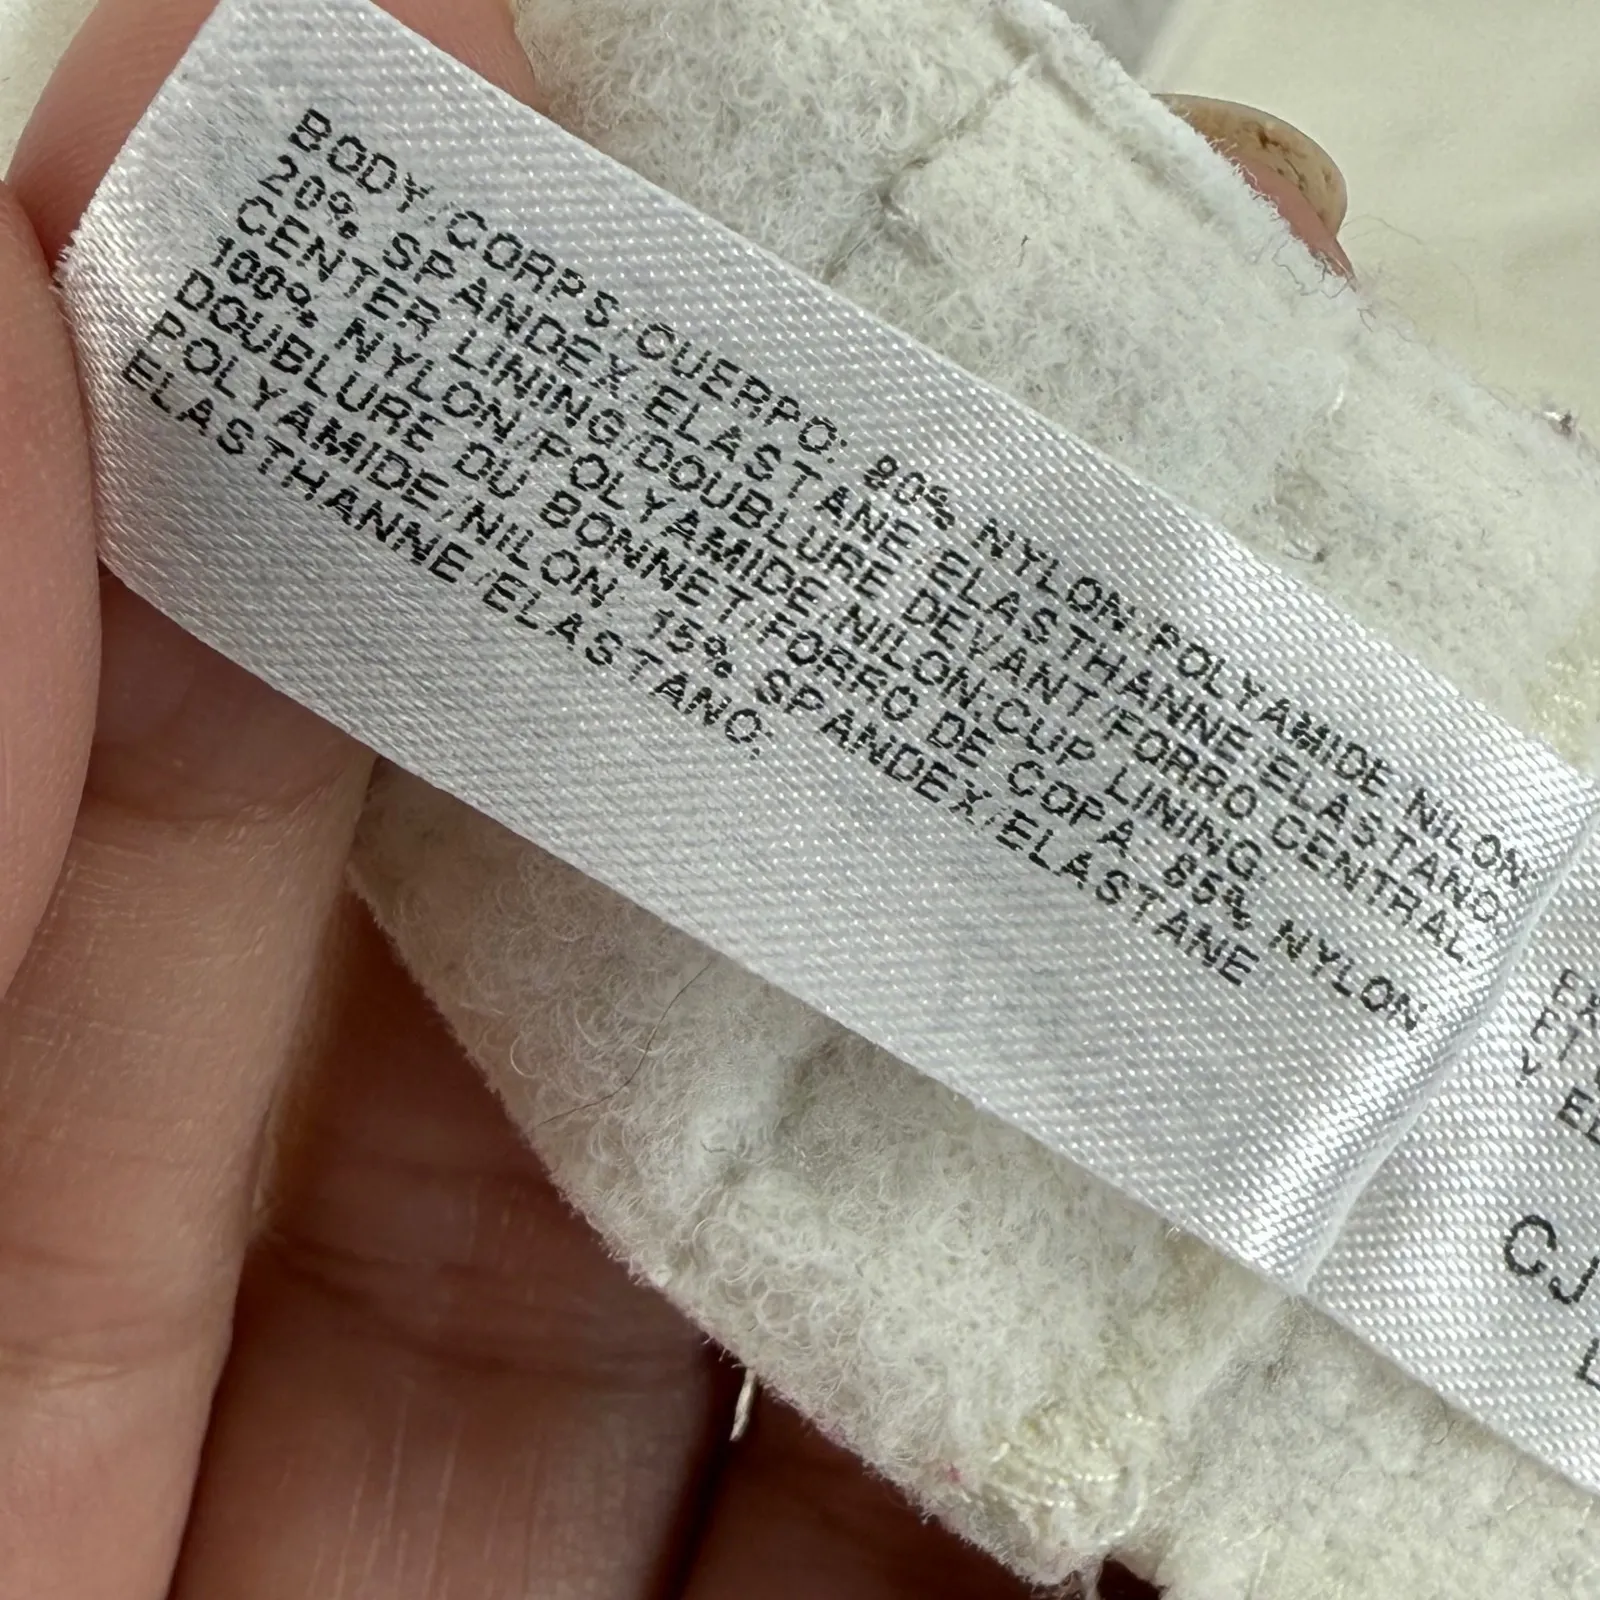 BODY/CORPS/CUERPO: 80% NYLON/POLYAMIDE/NILON,
20% SPANDEX/ELASTANE/ELASTHANNE/ELASTANO;
CENTER LINING/DOUBLURE DEVANT/FORRO CENTRAL:
100% NYLON/POLYAMIDE/NILON;CUP LINING/
DOUBLURE DU BONNET/FORRO DE COPA: 85% NYLON/
POLYAMIDE/NILON, 15% SPANDEX/ELASTANE
ELASTHANNE/ELASTANO;
CJ